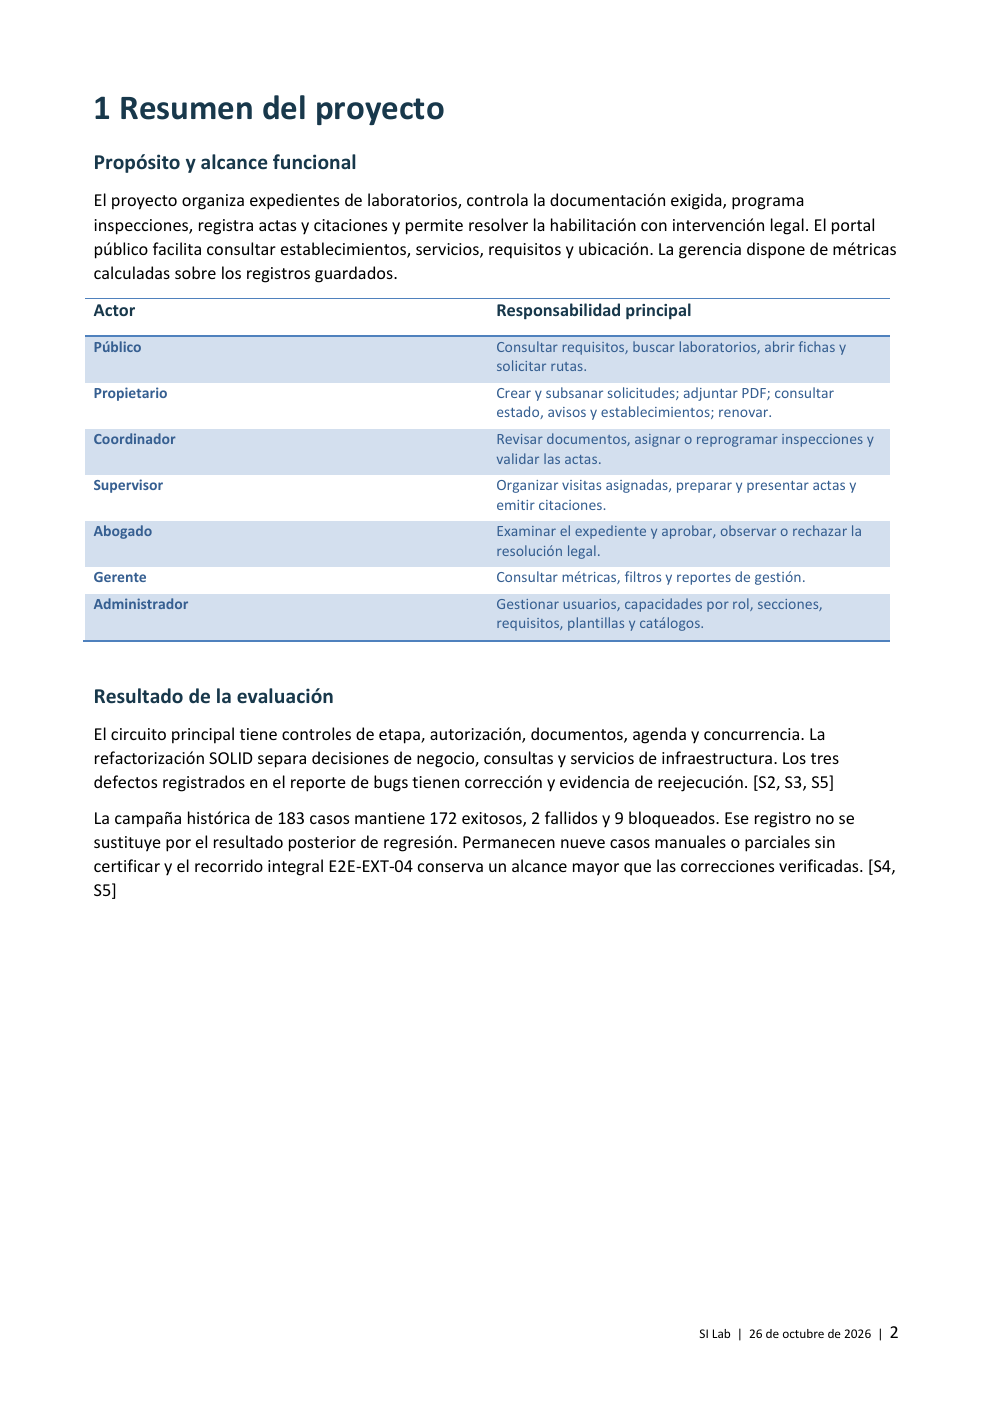 1 Resumen del proyecto
Propósito y alcance funcional
El proyecto organiza expedientes de laboratorios, controla la documentación exigida, programa
inspecciones, registra actas y citaciones y permite resolver la habilitación con intervención legal. El portal
público facilita consultar establecimientos, servicios, requisitos y ubicación. La gerencia dispone de métricas
calculadas sobre los registros guardados.
Actor Responsabilidad principal
Público Consultar requisitos, buscar laboratorios, abrir fichas y
solicitar rutas.
Propietario Crear y subsanar solicitudes; adjuntar PDF; consultar
estado, avisos y establecimientos; renovar.
Coordinador Revisar documentos, asignar o reprogramar inspecciones y
validar las actas.
Supervisor Organizar visitas asignadas, preparar y presentar actas y
emitir citaciones.
Abogado Examinar el expediente y aprobar, observar o rechazar la
resolución legal.
Gerente Consultar métricas, filtros y reportes de gestión.
Administrador Gestionar usuarios, capacidades por rol, secciones,
requisitos, plantillas y catálogos.
Resultado de la evaluación
El circuito principal tiene controles de etapa, autorización, documentos, agenda y concurrencia. La
refactorización SOLID separa decisiones de negocio, consultas y servicios de infraestructura. Los tres
defectos registrados en el reporte de bugs tienen corrección y evidencia de reejecución. [S2, S3, S5]
La campaña histórica de 183 casos mantiene 172 exitosos, 2 fallidos y 9 bloqueados. Ese registro no se
sustituye por el resultado posterior de regresión. Permanecen nueve casos manuales o parciales sin
certificar y el recorrido integral E2E-EXT-04 conserva un alcance mayor que las correcciones verificadas. [S4,
S5]
SI Lab | 26 de octubre de 2026 | 2